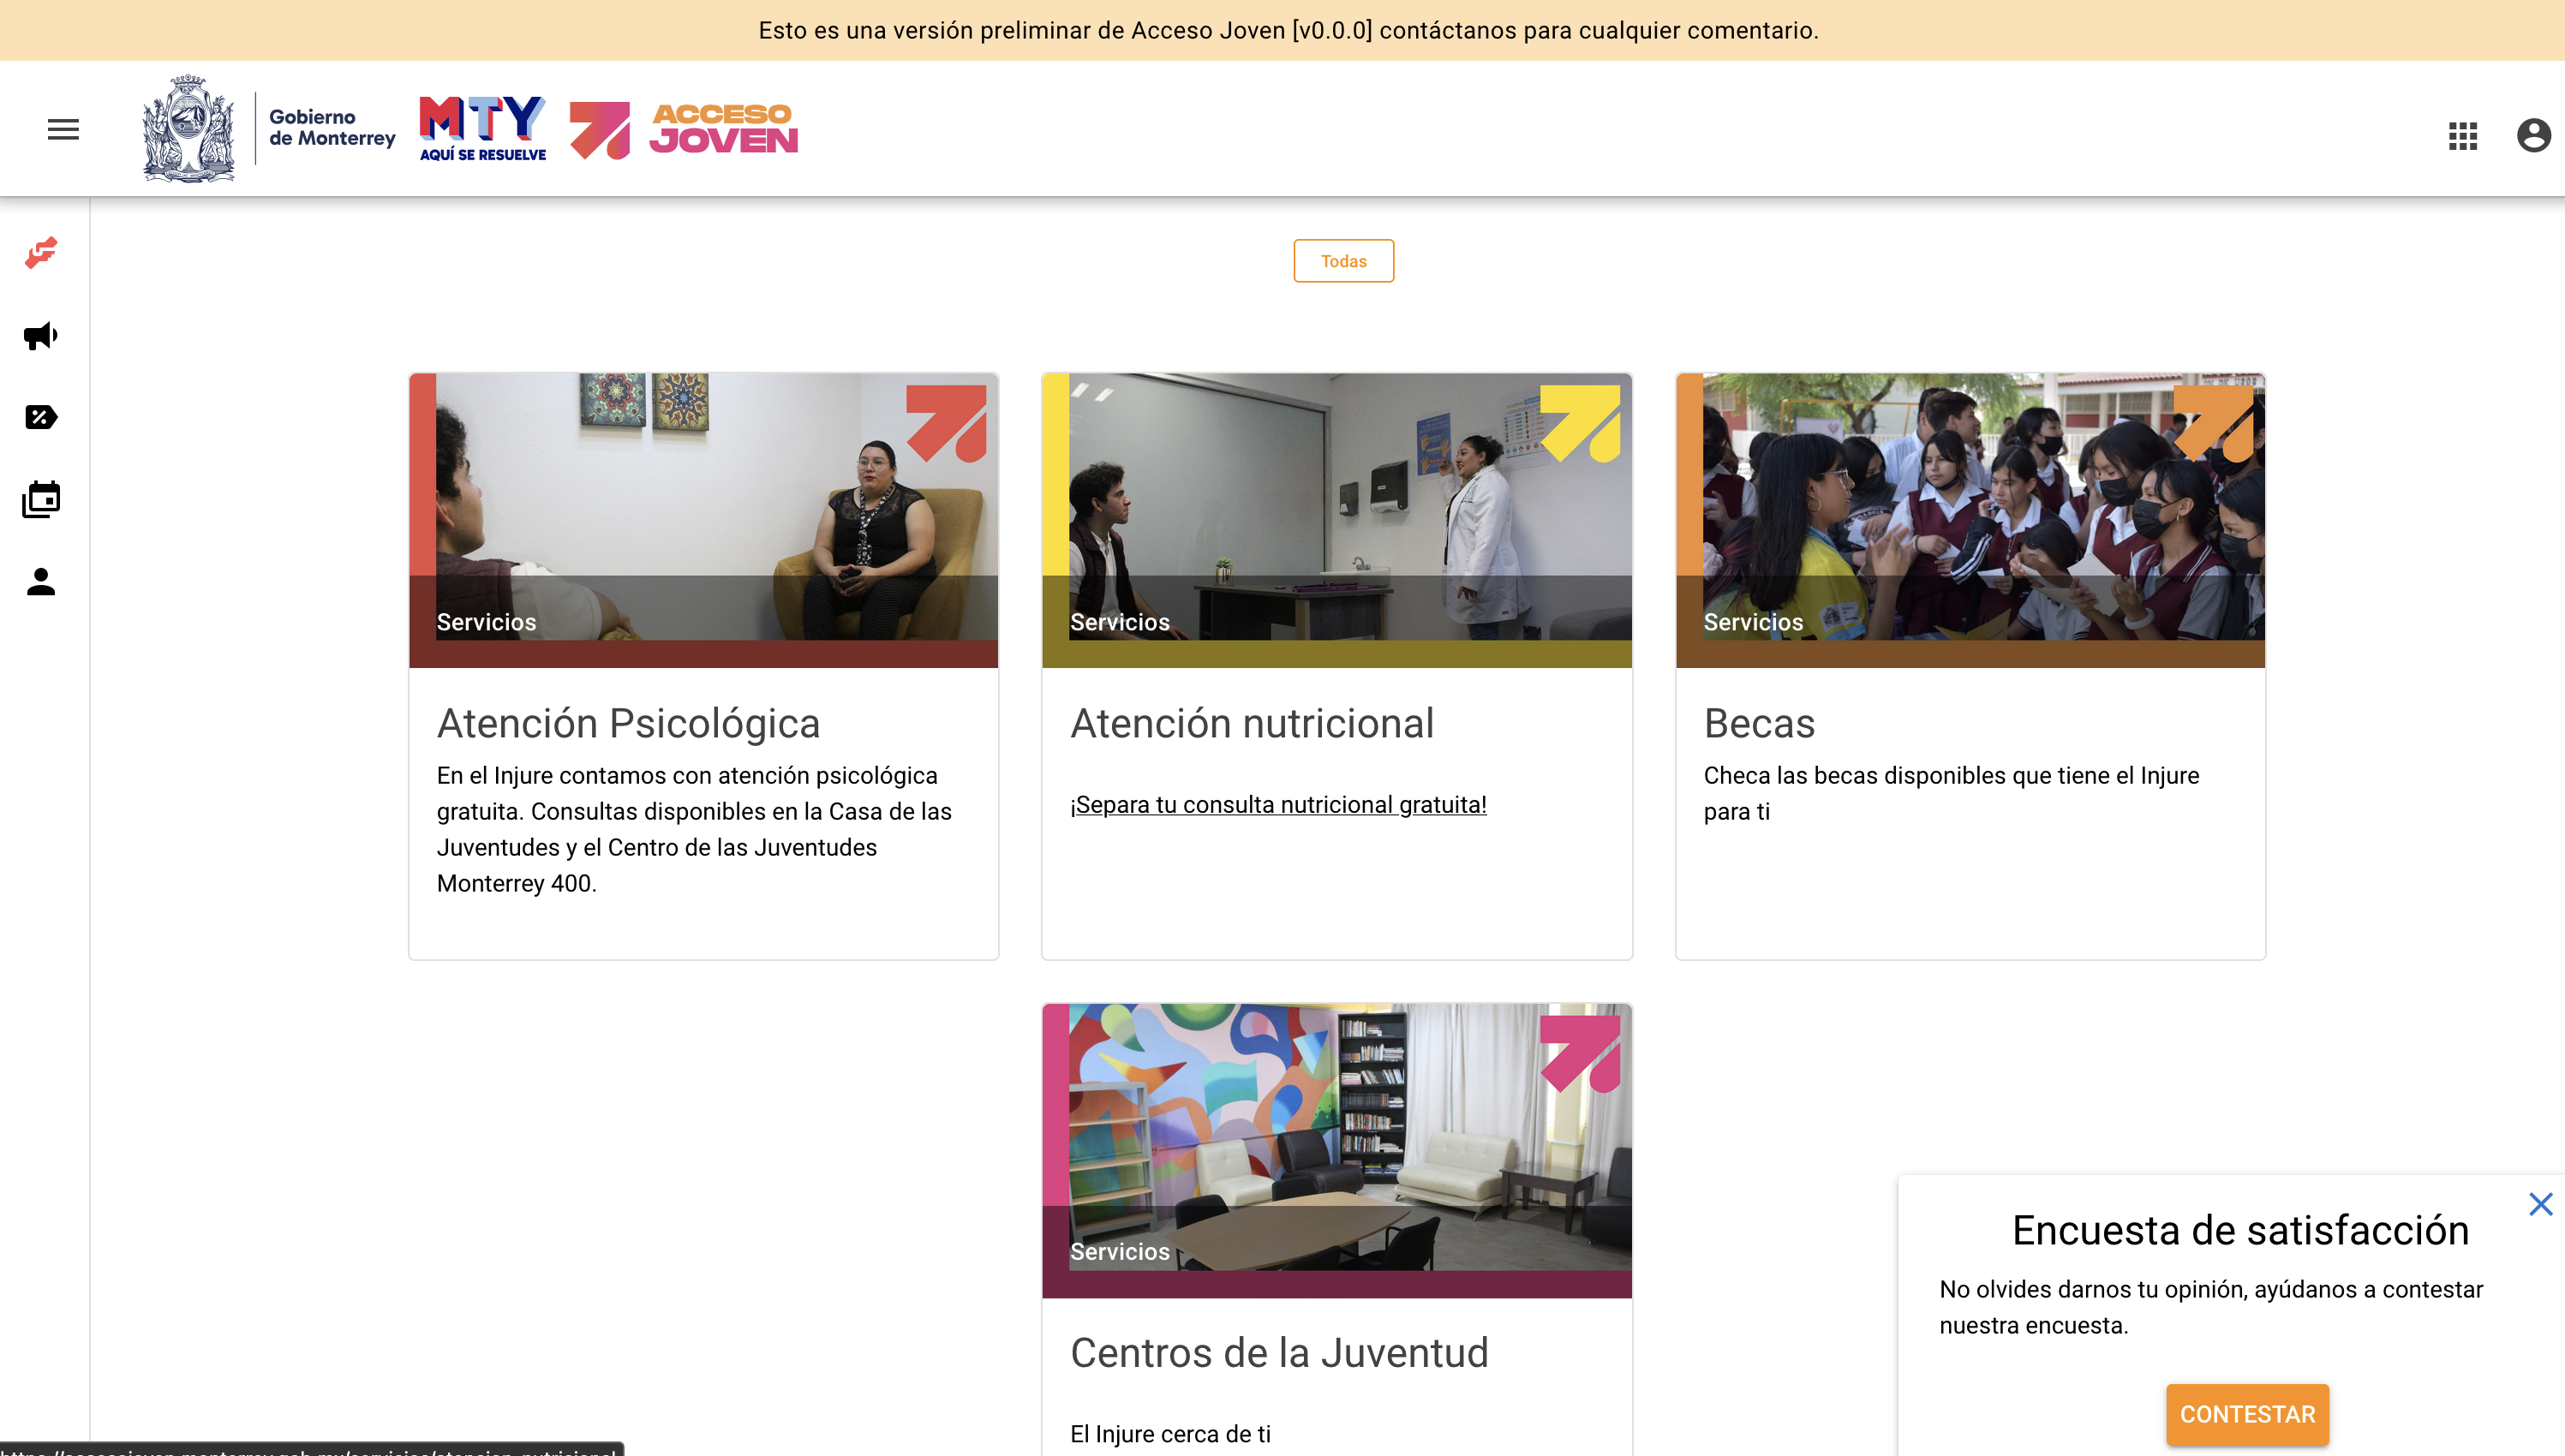 Esto es una versión preliminar de Acceso Joven [v0.0.0] contáctanos para cualquier comentario.
Gobierno
de Monterrey
MTY
AQUÍ SE RESUELVE
ACCESO
JOVEN
Todas
Servicios
Atención Psicológica
En el Injure contamos con atención psicológica
gratuita. Consultas disponibles en la Casa de las
Juventudes y el Centro de las Juventudes
Monterrey 400.
Servicios
Atención nutricional
¡Separa tu consulta nutricional gratuita!
Servicios
Becas
Checa las becas disponibles que tiene el Injure
para ti
Servicios
Centros de la Juventud
El Injure cerca de ti
Encuesta de satisfacción
No olvides darnos tu opinión, ayúdanos a contestar
nuestra encuesta.
CONTESTAR